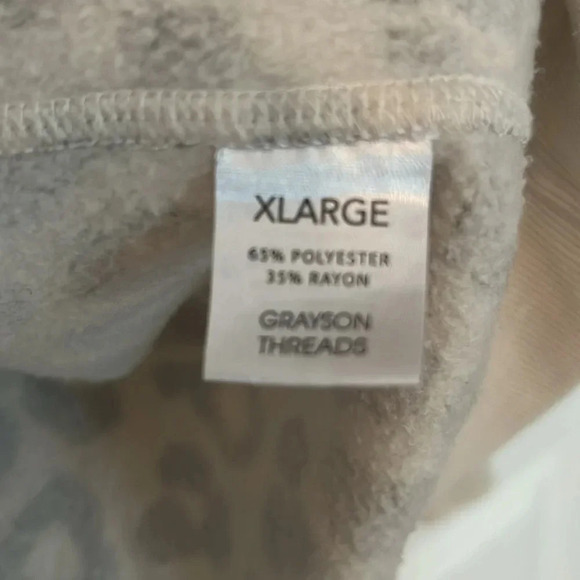 XLARGE
65% POLYESTER
35% RAYON
GRAYSON
THREADS